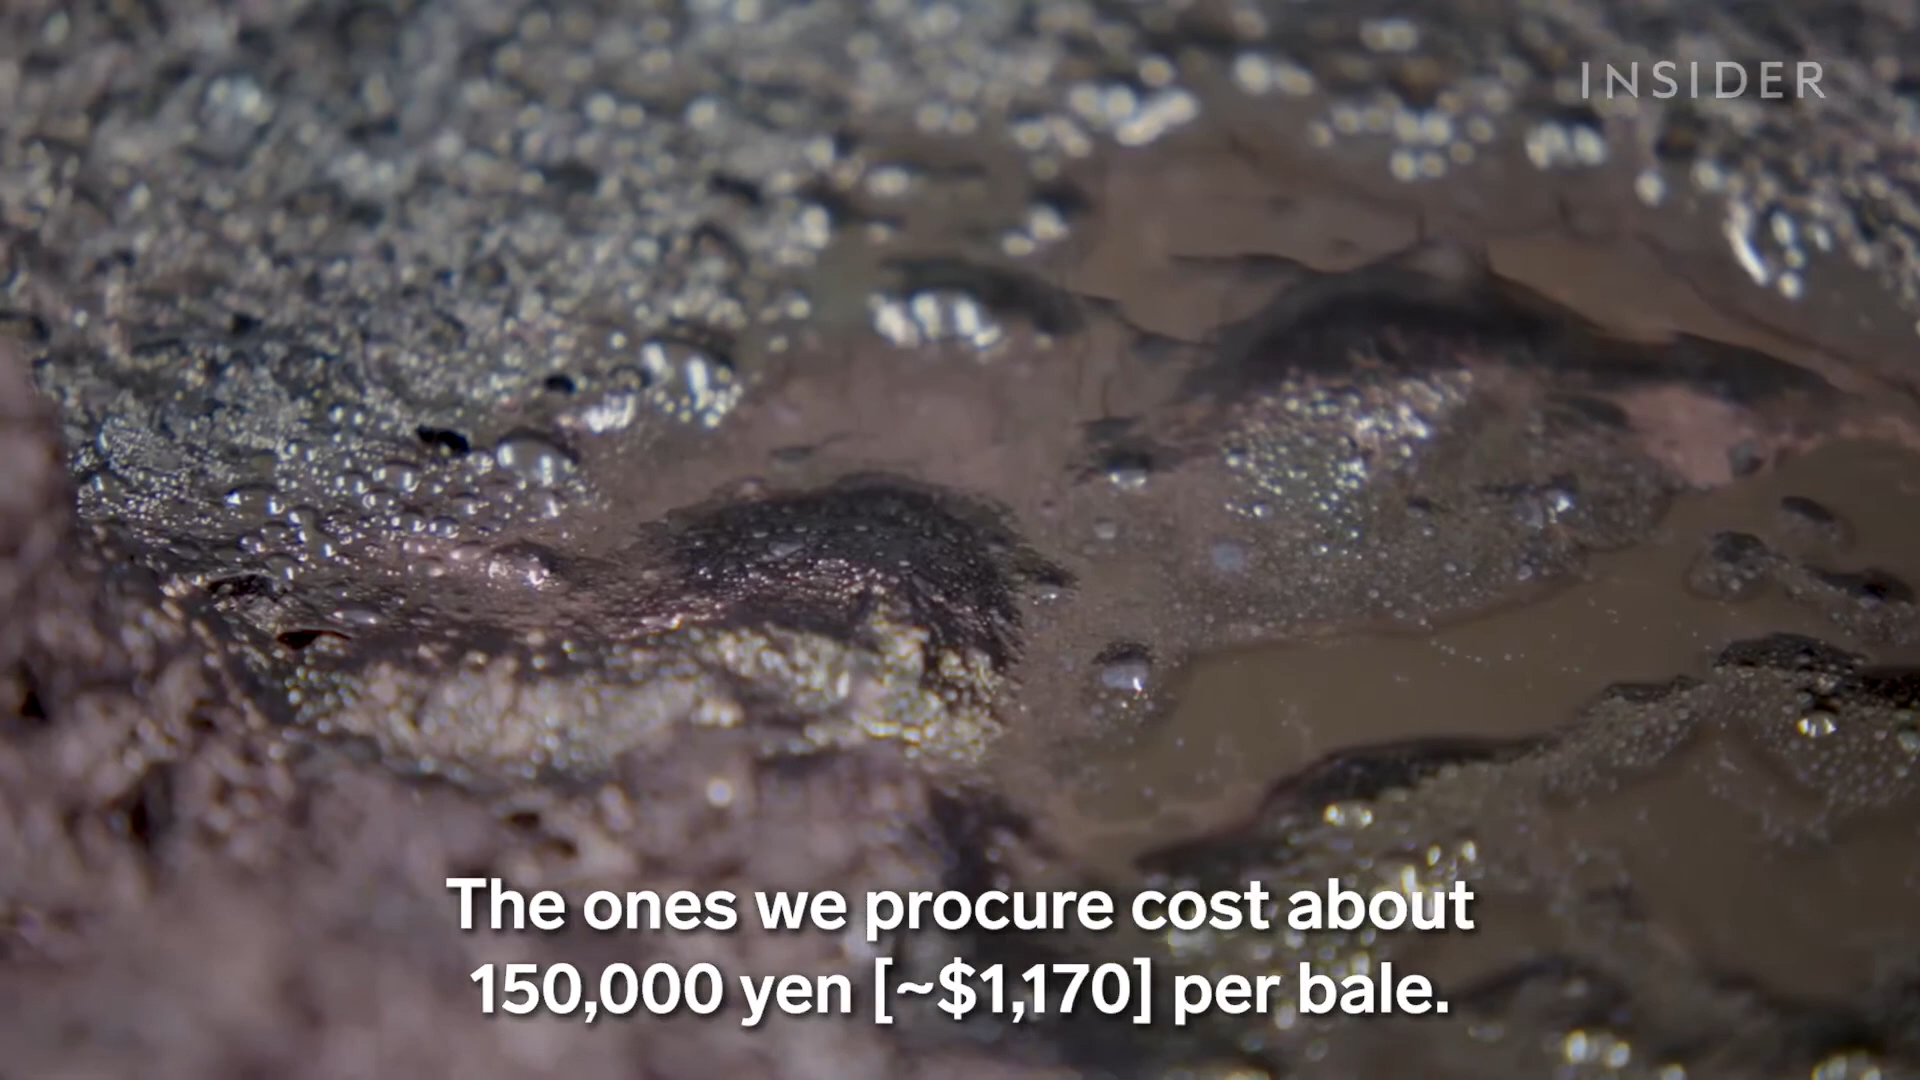 INSIDER
The ones we procure cost about
150,000 yen [~$1,170] per bale.